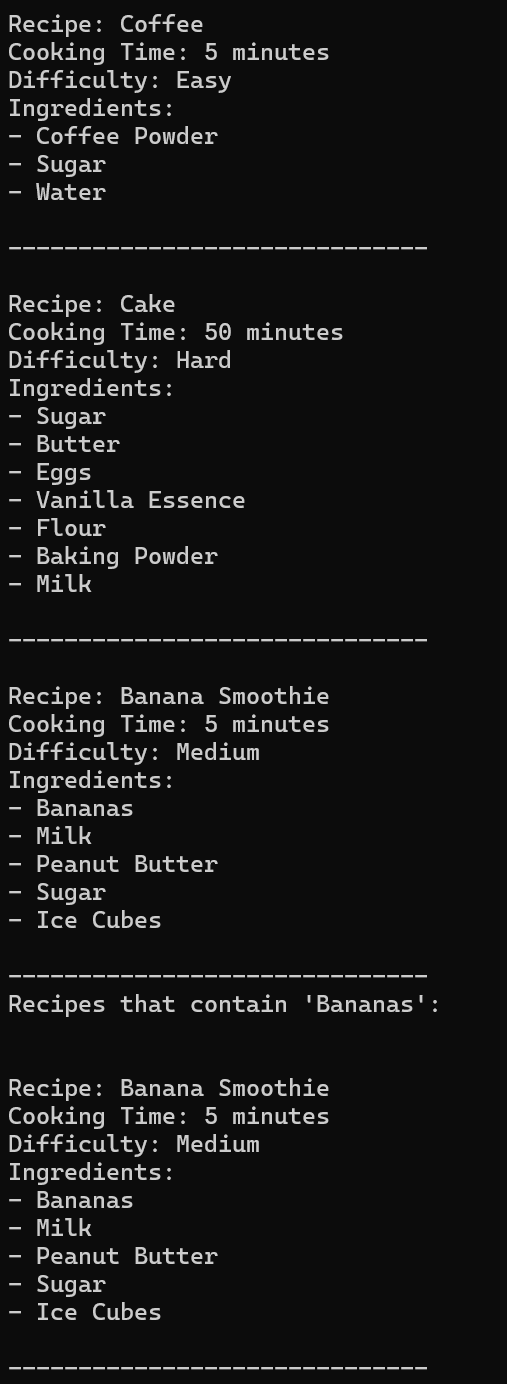 Recipe: Coffee
Cooking Time: 5 minutes
Difficulty: Easy
Ingredients:
- Coffee Powder
- Sugar
- Water

------------------------------

Recipe: Cake
Cooking Time: 50 minutes
Difficulty: Hard
Ingredients:
- Sugar
- Butter
- Eggs
- Vanilla Essence
- Flour
- Baking Powder
- Milk

------------------------------

Recipe: Banana Smoothie
Cooking Time: 5 minutes
Difficulty: Medium
Ingredients:
- Bananas
- Milk
- Peanut Butter
- Sugar
- Ice Cubes

------------------------------
Recipes that contain 'Bananas':


Recipe: Banana Smoothie
Cooking Time: 5 minutes
Difficulty: Medium
Ingredients:
- Bananas
- Milk
- Peanut Butter
- Sugar
- Ice Cubes

------------------------------